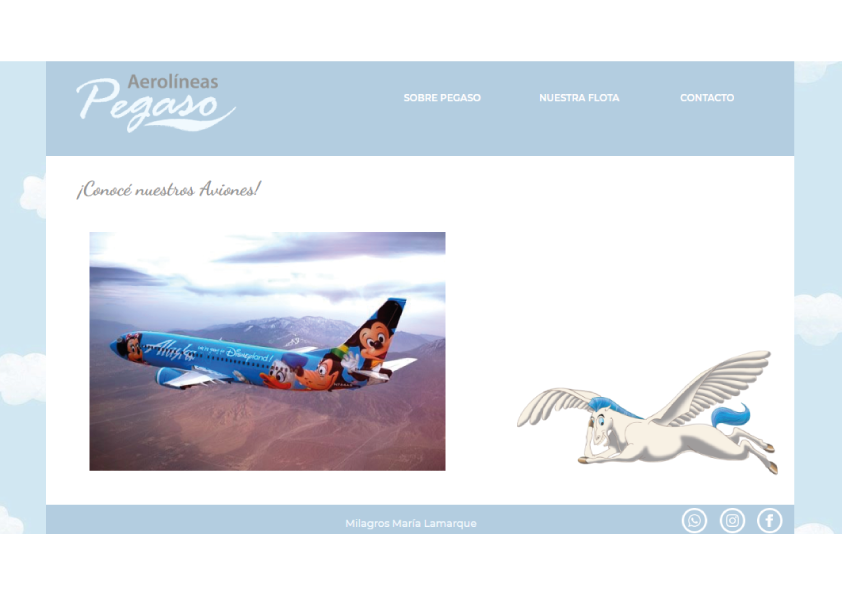 Aerolíneas
Pegaso
SOBRE PEGASO
NUESTRA FLOTA
CONTACTO
¡Conocé nuestros Aviones!
Alaska
Disneyland!
Milagros María Lamarque